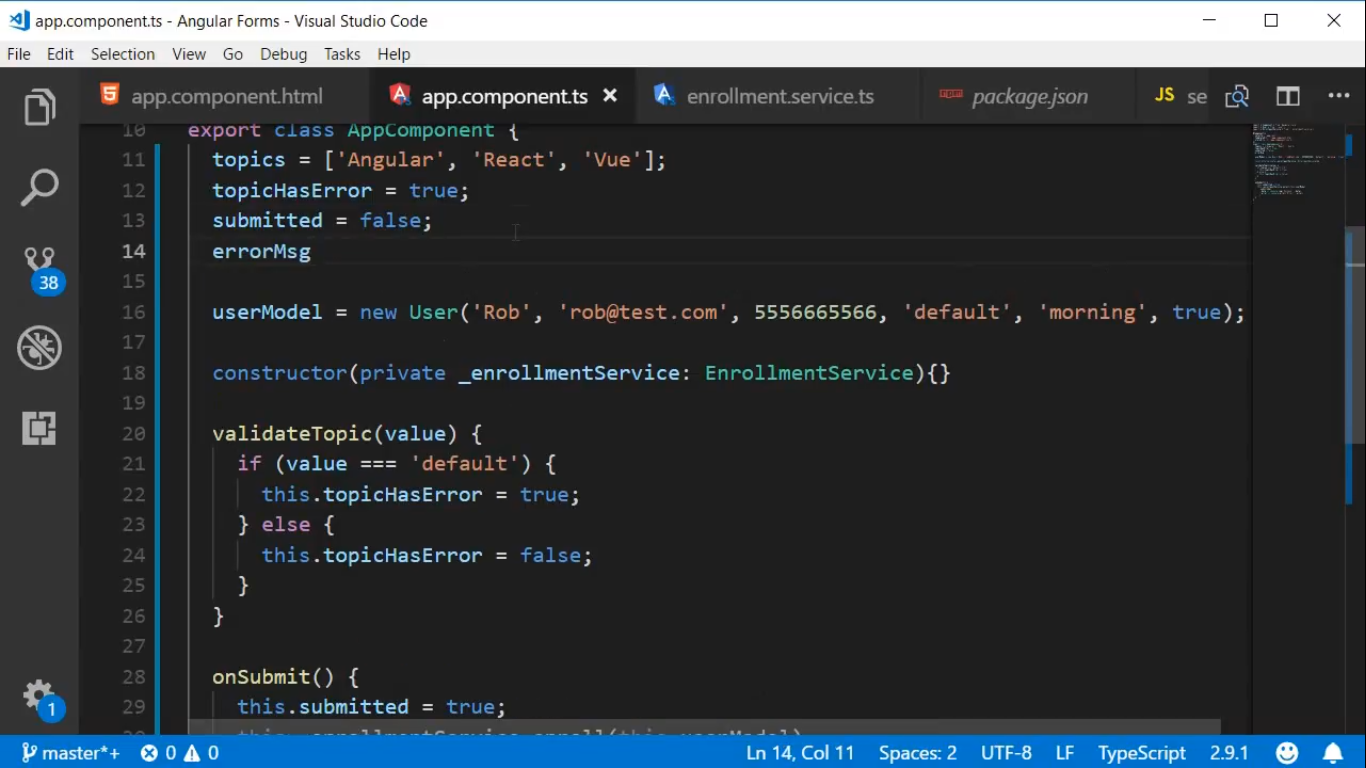 app.component.ts - Angular Forms - Visual Studio Code
File Edit Selection View Go Debug Tasks Help
app.component.html app.component.ts enrollment.service.ts package.json JS se
10 export class AppComponent {
11 topics = ['Angular', 'React', 'Vue'];
12 topicHasError = true;
13 submitted = false;
14 errorMsg
15
16 userModel = new User('Rob', 'rob@test.com', 5556665566, 'default', 'morning', true);
17
18 constructor(private _enrollmentService: EnrollmentService){}
19
20 validateTopic(value) {
21 if (value === 'default') {
22 this.topicHasError = true;
23 } else {
24 this.topicHasError = false;
25 }
26 }
27
28 onSubmit() {
29 this.submitted = true;
this._enrollmentService.enroll(this.userModel)
38
1
master*+ 0 0 Ln 14, Col 11 Spaces: 2 UTF-8 LF TypeScript 2.9.1